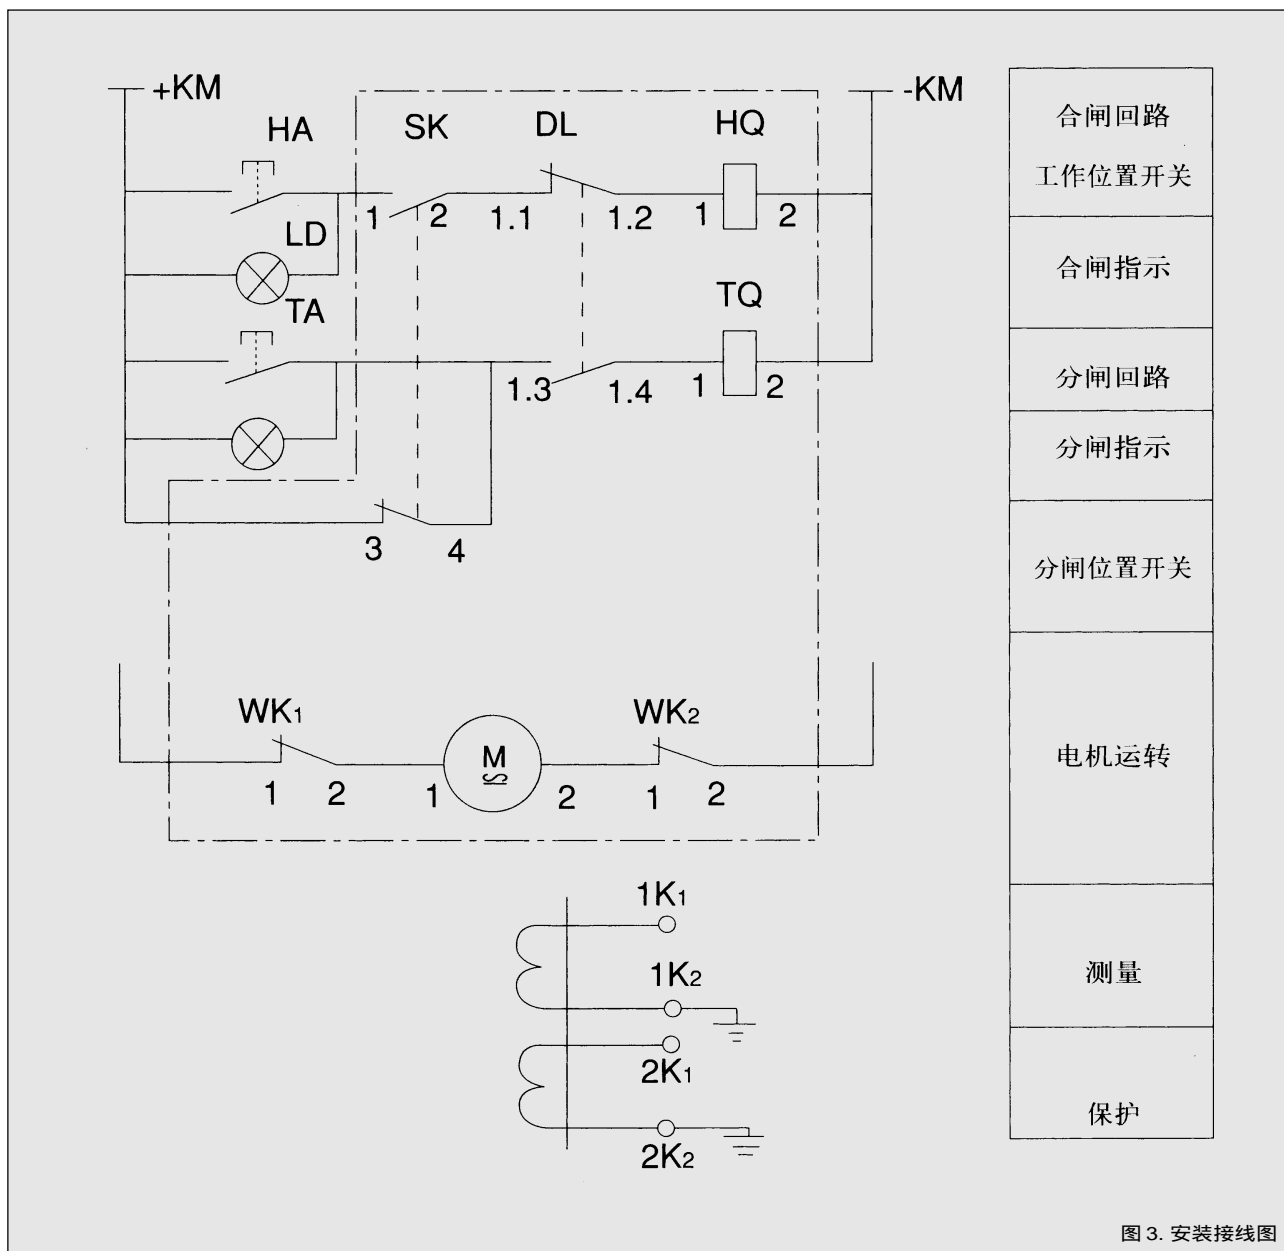 +KM
-KM
HA
SK
DL
HQ
1
2
1.1
1.2
1
2
LD
TA
TQ
1.3
1.4
1
2
3
4
WK1
M
WK2
1
2
1
2
1
2
1K1
1K2
2K1
2K2
合闸回路
工作位置开关
合闸指示
分闸回路
分闸指示
分闸位置开关
电机运转
测量
保护
图 3. 安装接线图